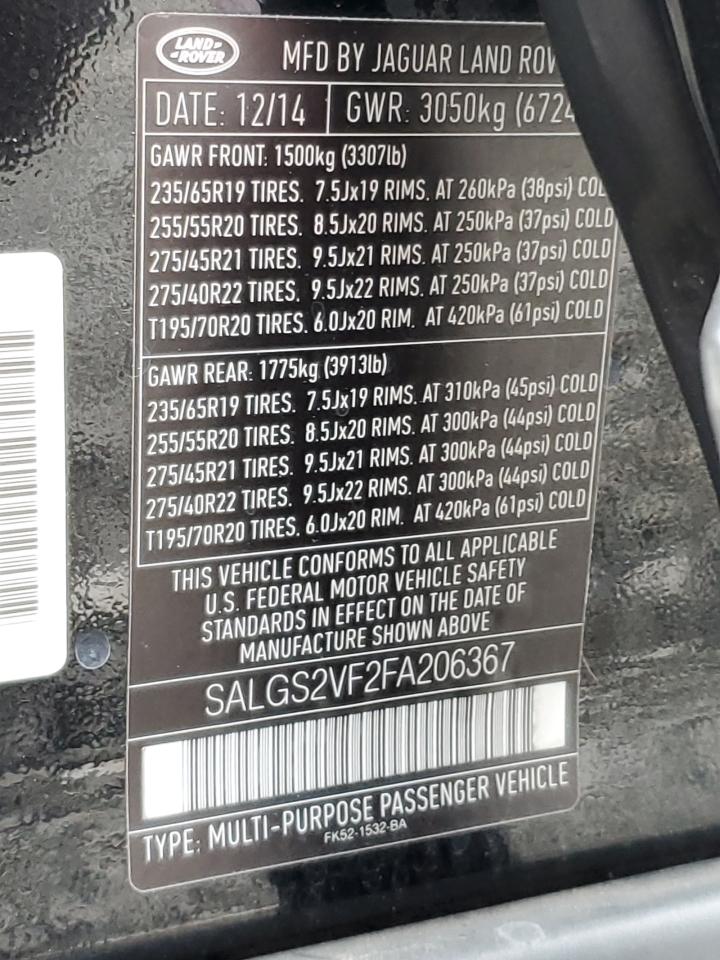 LAND-
-ROVER
MFD BY JAGUAR LAND ROV
DATE: 12/14 GWR: 3050kg (6724
GAWR FRONT: 1500kg (3307lb)
235/65R19 TIRES. 7.5Jx19 RIMS. AT 260kPa (38psi) COL
255/55R20 TIRES. 8.5Jx20 RIMS. AT 250kPa (37psi) COLD
275/45R21 TIRES. 9.5Jx21 RIMS. AT 250kPa (37psi) COLD
275/40R22 TIRES. 9.5Jx22 RIMS. AT 250kPa (37psi) COLD
T195/70R20 TIRES. 6.0Jx20 RIM. AT 420kPa (61psi) COLD
GAWR REAR: 1775kg (3913lb)
235/65R19 TIRES. 7.5Jx19 RIMS. AT 310kPa (45psi) COLD
255/55R20 TIRES. 8.5Jx20 RIMS. AT 300kPa (44psi) COLD
275/45R21 TIRES. 9.5Jx21 RIMS. AT 300kPa (44psi) COLD
275/40R22 TIRES. 9.5Jx22 RIMS. AT 300kPa (44psi) COLD
T195/70R20 TIRES. 6.0Jx20 RIM. AT 420kPa (61psi) COLD
THIS VEHICLE CONFORMS TO ALL APPLICABLE
U.S. FEDERAL MOTOR VEHICLE SAFETY
STANDARDS IN EFFECT ON THE DATE OF
MANUFACTURE SHOWN ABOVE
SALGS2VF2FA206367
TYPE: MULTI-PURPOSE PASSENGER VEHICLE
FK52-1532-BA